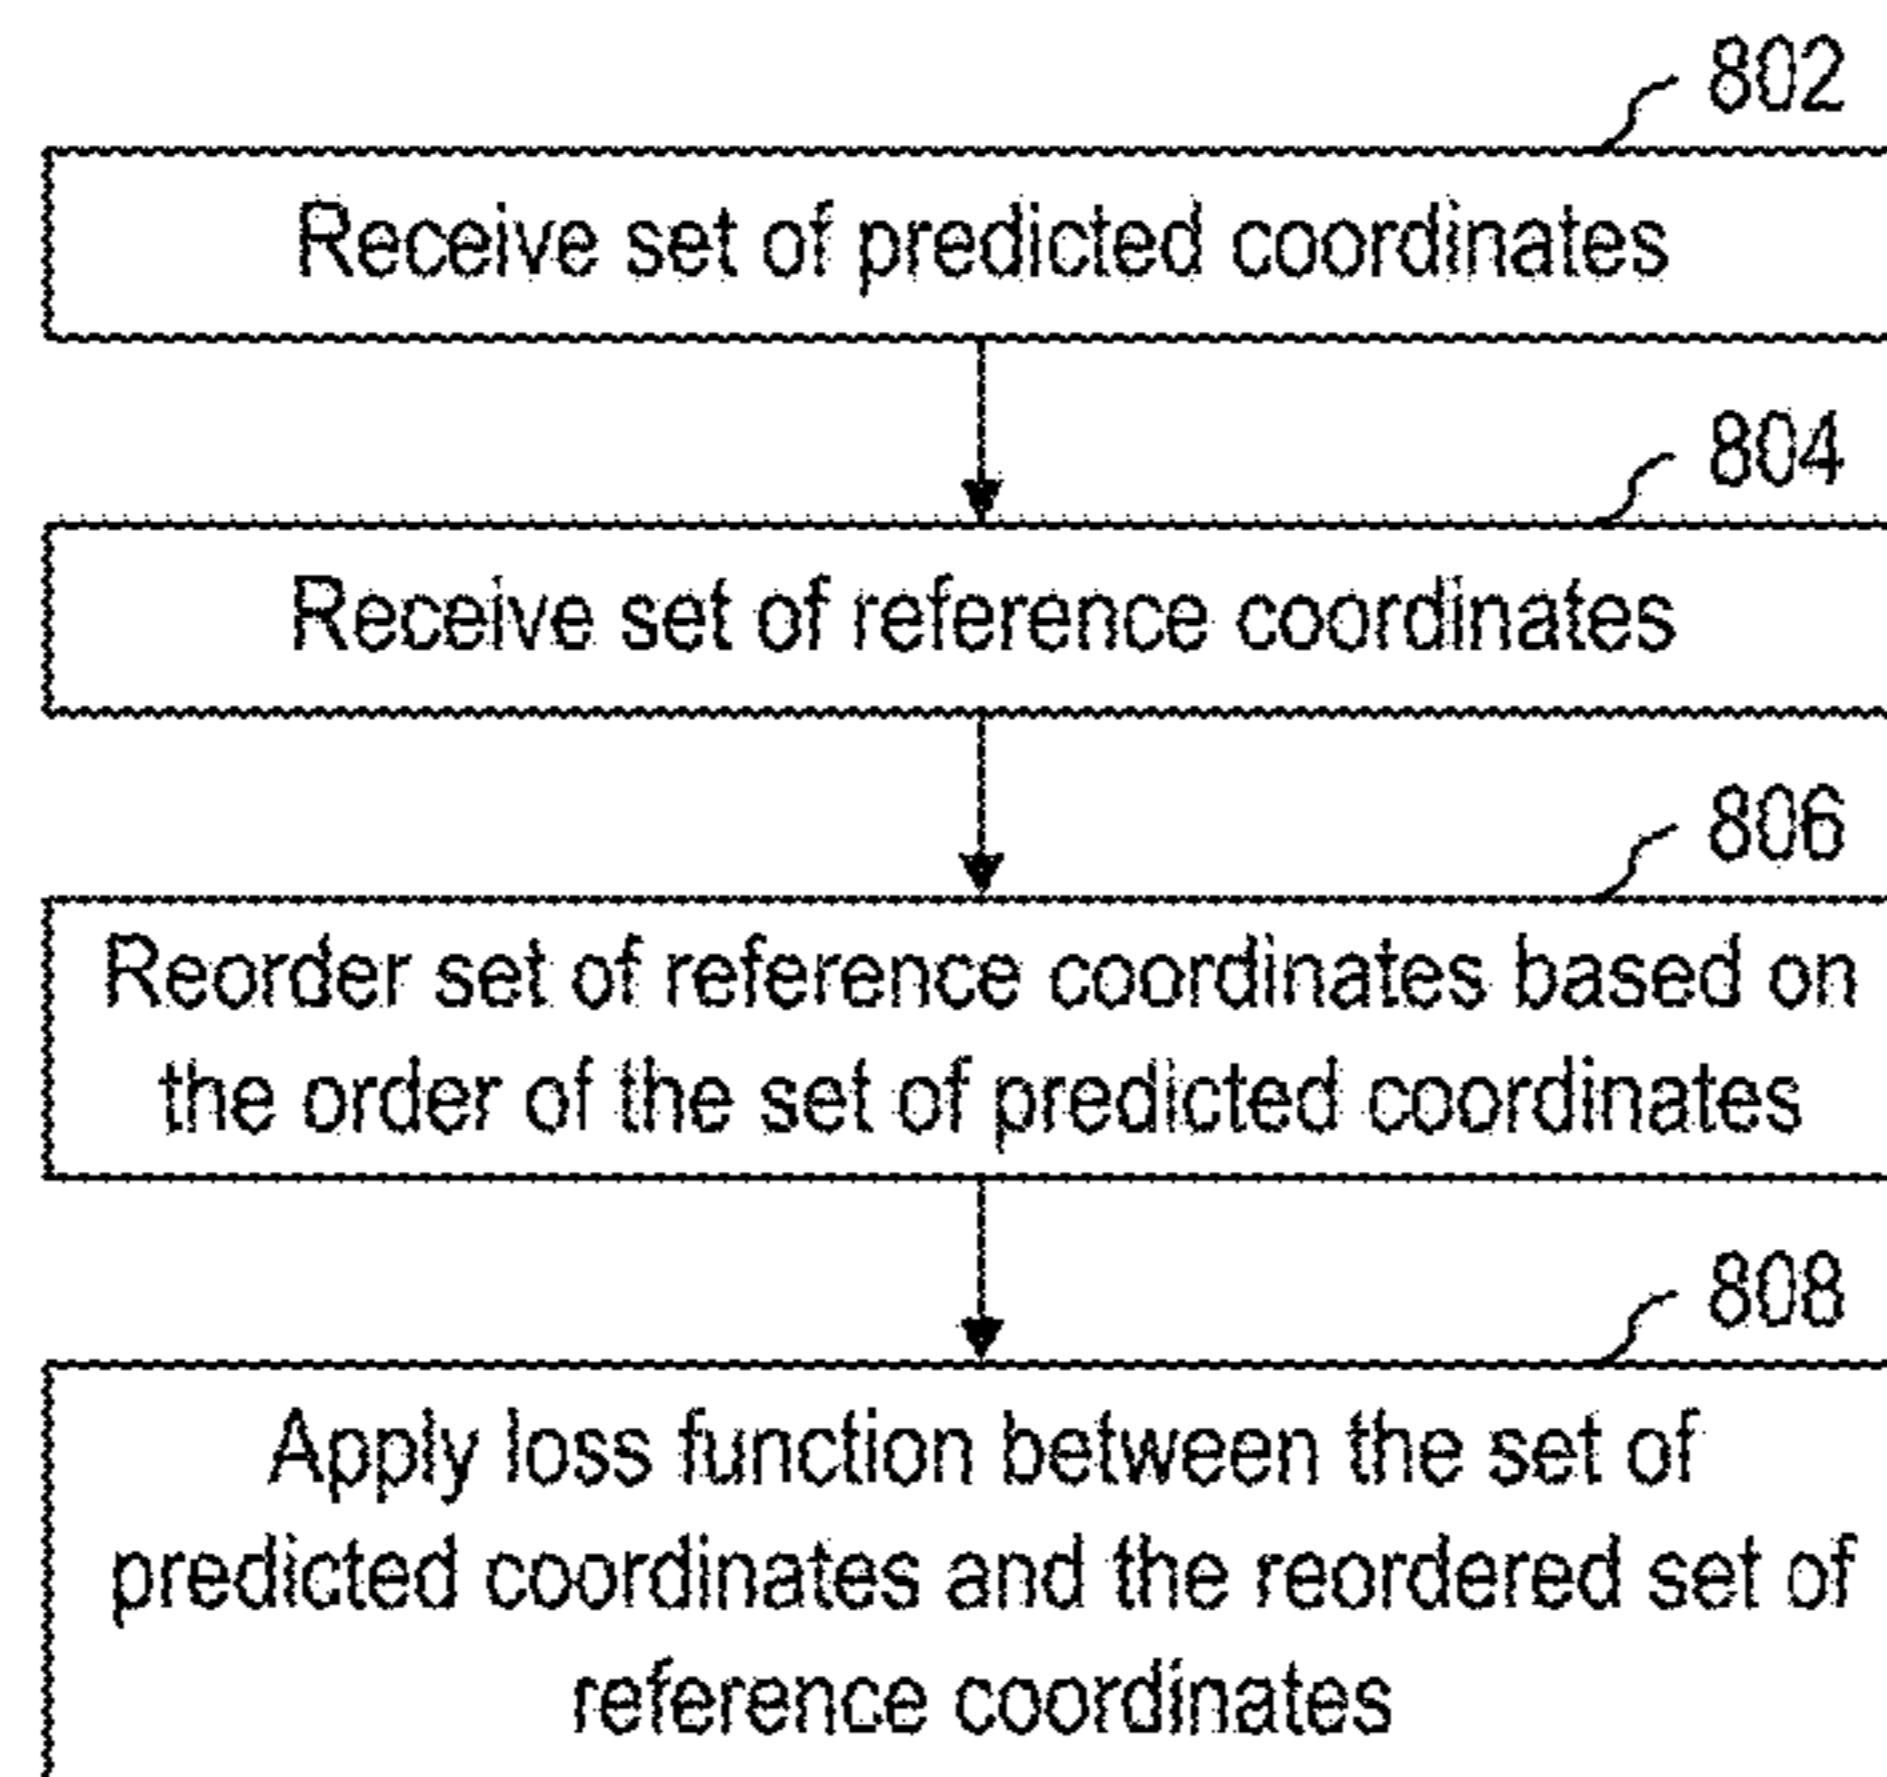 802
Receive set of predicted coordinates
804
Receive set of reference coordinates
806
Reorder set of reference coordinates based on
the order of the set of predicted coordinates
808
Apply loss function between the set of
predicted coordinates and the reordered set of
reference coordinates